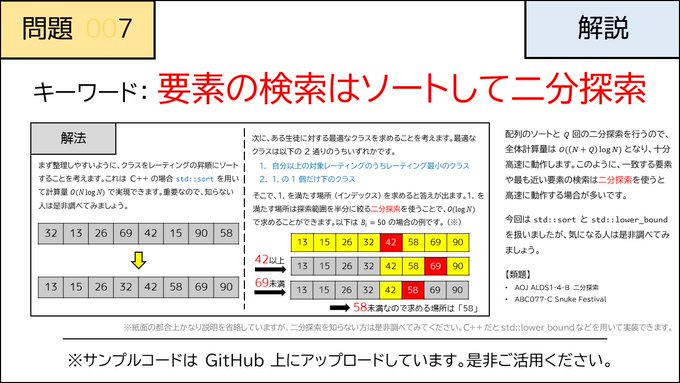 問題 007
解説
キーワード: 要素の検索はソートして二分探索
解法
まず整理しやすいように、クラスをレーティングの昇順にソート
することを考えます。これは C++ の場合 std::sort を用い
て計算量 O(N log N) で実現できます。重要なので、知らない
人は是非調べてみましょう。
32 13 26 69 42 15 90 58
13 15 26 32 42 58 69 90
次に、ある生徒に対する最適なクラスを求めることを考えます。最適な
クラスは以下の 2 通りのうちいずれかです。
1. 自分以上の対象レーティングのうちレーティング最小のクラス
2. 1. の 1 個だけ下のクラス
そこで、1. を満たす場所 (インデックス) を求めると答えが出ます。1. を
満たす場所は探索範囲を半分に絞る二分探索を使うことで、O(log N)
で求めることができます。以下は Bi = 50 の場合の例です。(※)
13 15 26 32 42 58 69 90
42以上
13 15 26 32 42 58 69 90
69未満
13 15 26 32 42 58 69 90
58未満なので求める場所は「58」
配列のソートと Q 回の二分探索を行うので、
全体計算量は O((N + Q) log N) となり、十分
高速に動作します。このように、一致する要素
や最も近い要素の検索は二分探索を使うと
高速に動作する場合が多いです。
今回は std::sort と std::lower_bound
を扱いましたが、気になる人は是非調べてみ
ましょう。
【類題】
• AOJ ALDS1-4-B 二分探索
• ABC077-C Snuke Festival
※紙面の都合上かなり説明を省略していますが、二分探索を知らない方は是非調べてみてください。C++ だと std::lower_bound などを用いて実装できます。
※サンプルコードは GitHub 上にアップロードしています。是非ご活用ください。